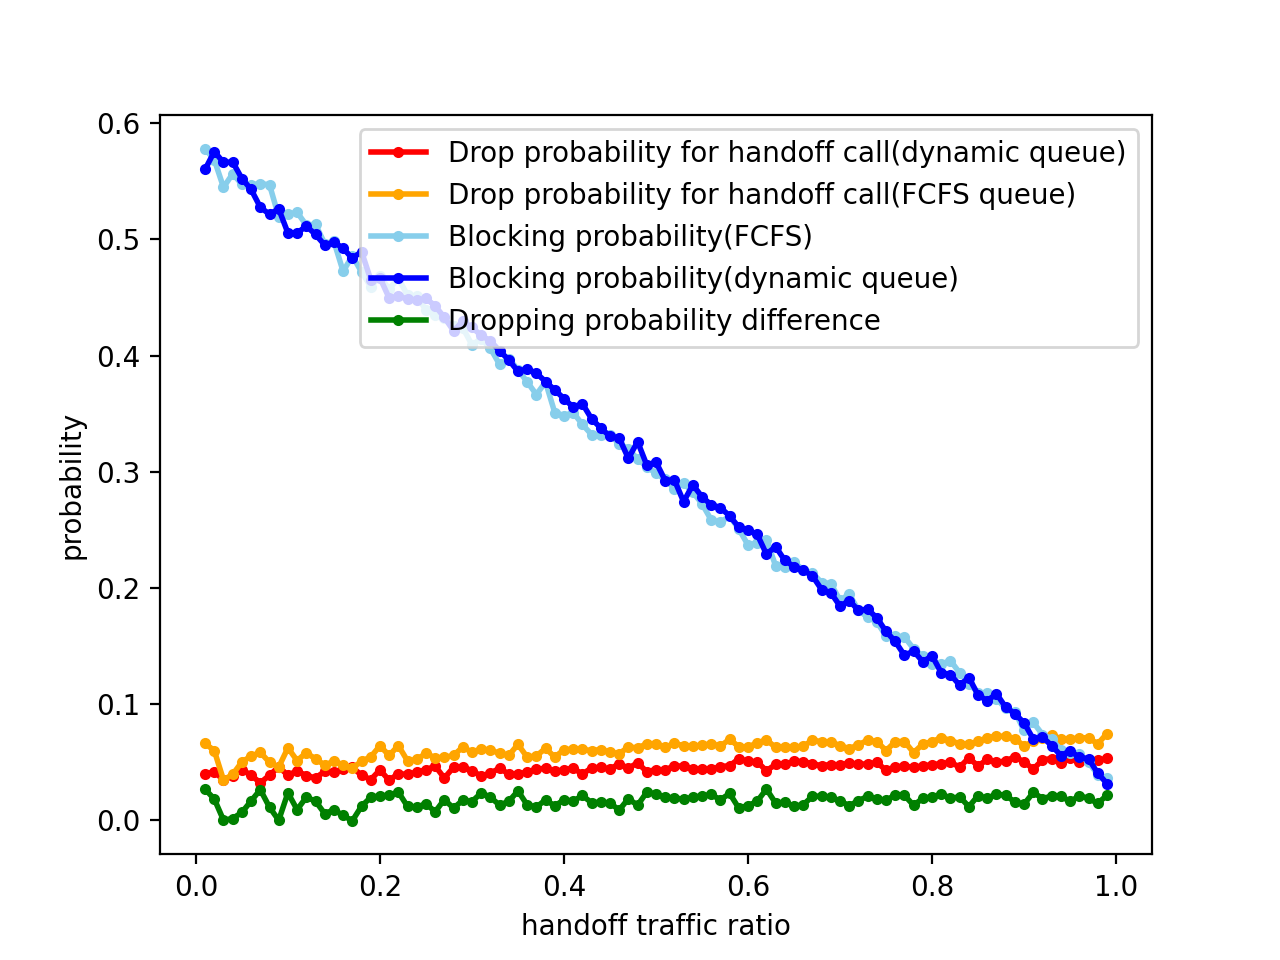 0.6
0.5
0.4
0.3
0.2
0.1
0.0
probability
Drop probability for handoff call(dynamic queue)
Drop probability for handoff call(FCFS queue)
Blocking probability(FCFS)
Blocking probability(dynamic queue)
Dropping probability difference
0.0 0.2 0.4 0.6 0.8 1.0
handoff traffic ratio